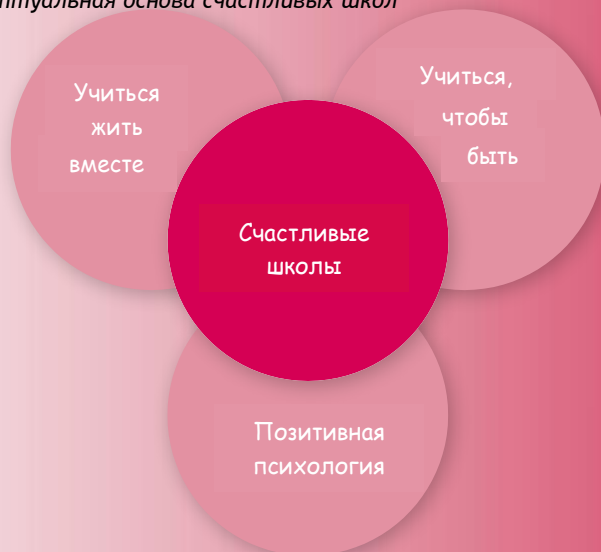 основа счастливых школ
Учиться
жить
вместе
Учиться,
чтобы
быть
Счастливые
школы
Позитивная
психология